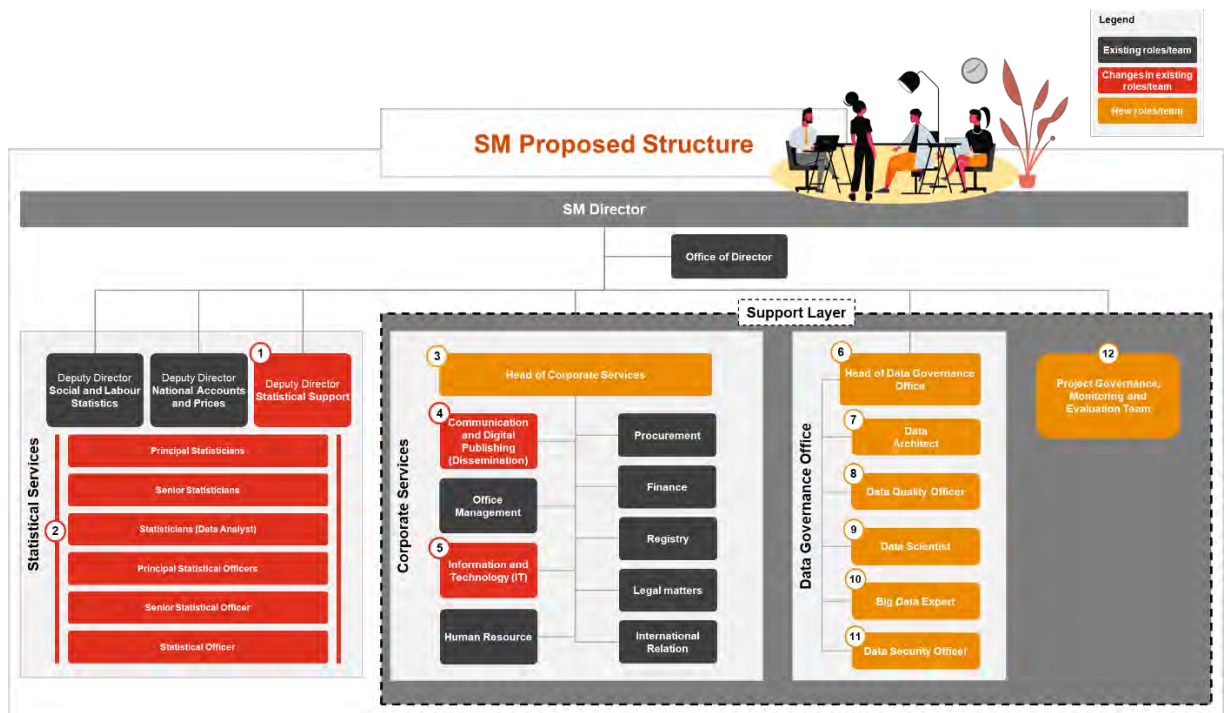 Legend
Existing roles/team
Changes in existing
roles/team
New roles/team
SM Proposed Structure
SM Director
Office of Director
Support Layer
Statistical Services
1
Deputy Director
Social and Labour
Statistics
Deputy Director
National Accounts
and Prices
Deputy Director
Statistical Support
2
Principal Statisticians
Senior Statisticians
Statisticians (Data Analyst)
Principal Statistical Officers
Senior Statistical Officer
Statistical Officer
Corporate Services
3
Head of Corporate Services
4
Communication
and Digital
Publishing
(Dissemination)
Office
Management
5
Information and
Technology (IT)
Human Resource
Procurement
Finance
Registry
Legal matters
International
Relation
Data Governance Office
6
Head of Data Governance
Office
7
Data
Architect
8
Data Quality Officer
9
Data Scientist
10
Big Data Expert
11
Data Security Officer
12
Project Governance,
Monitoring and
Evaluation Team